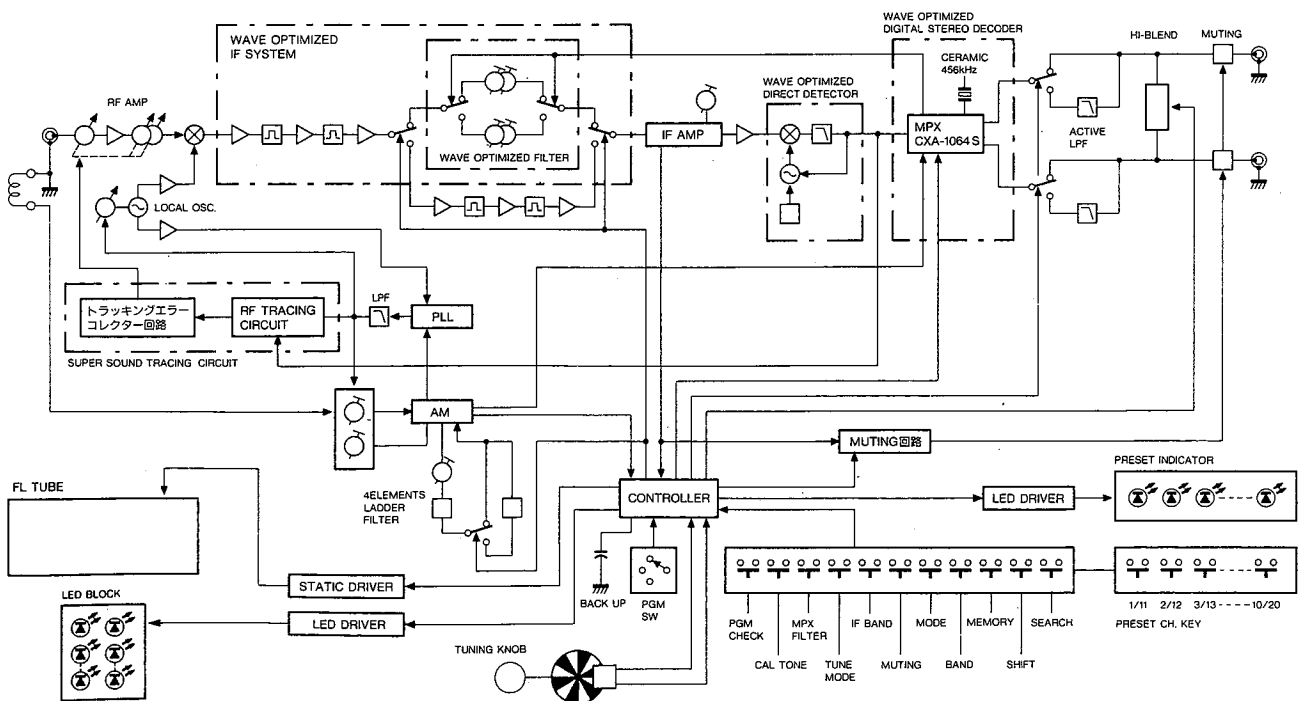 WAVE OPTIMIZED
IF SYSTEM
WAVE OPTIMIZED
DIGITAL STEREO DECODER
CERAMIC
456kHz
HI-BLEND
MUTING
RF AMP
WAVE OPTIMIZED
DIRECT DETECTOR
IF AMP
MPX
CXA-1064S
ACTIVE
LPF
WAVE OPTIMIZED FILTER
LOCAL OSC.
トラッキングエラー
コレクター回路
RF TRACING
CIRCUIT
LPF
PLL
SUPER SOUND TRACING CIRCUIT
AM
MUTING回路
FL TUBE
4ELEMENTS
LADDER
FILTER
CONTROLLER
LED DRIVER
PRESET INDICATOR
STATIC DRIVER
BACK UP
PGM
SW
LED BLOCK
LED DRIVER
TUNING KNOB
PGM
CHECK
CAL TONE
MPX
FILTER
TUNE
MODE
IF BAND
MUTING
MODE
BAND
MEMORY
SHIFT
SEARCH
1/11 2/12 3/13 ----- 10/20
PRESET CH. KEY